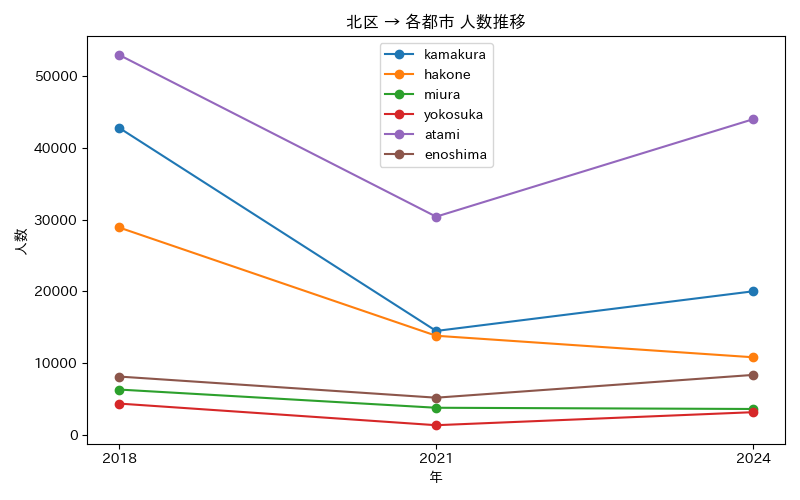 北区 → 各都市 人数推移
kamakura
hakone
miura
yokosuka
atami
enoshima
50000
40000
30000
20000
10000
0
人数
2018 2021 2024
年